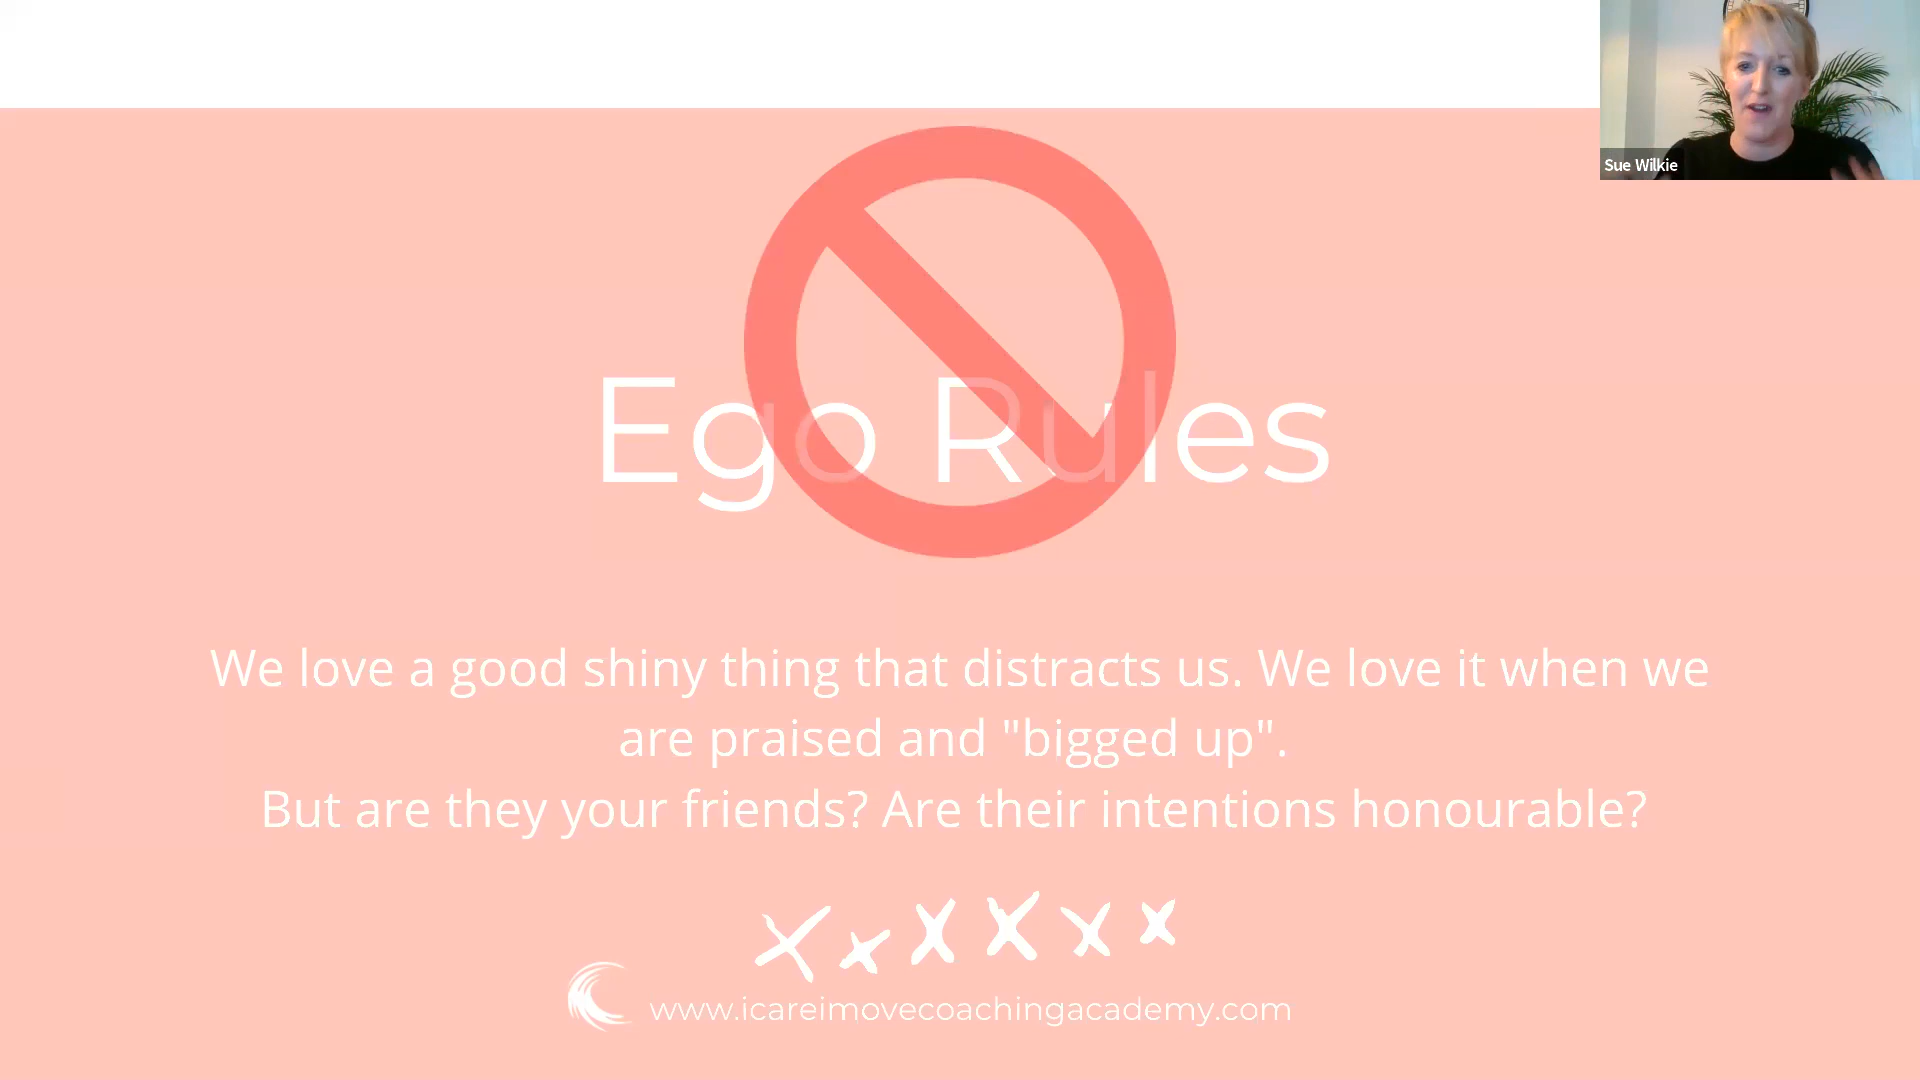 Sue Wilkie
Ego Rules
We love a good shiny thing that distracts us. We love it when we
are praised and "bigged up".
But are they your friends? Are their intentions honourable?
www.icareimovecoachingacademy.com